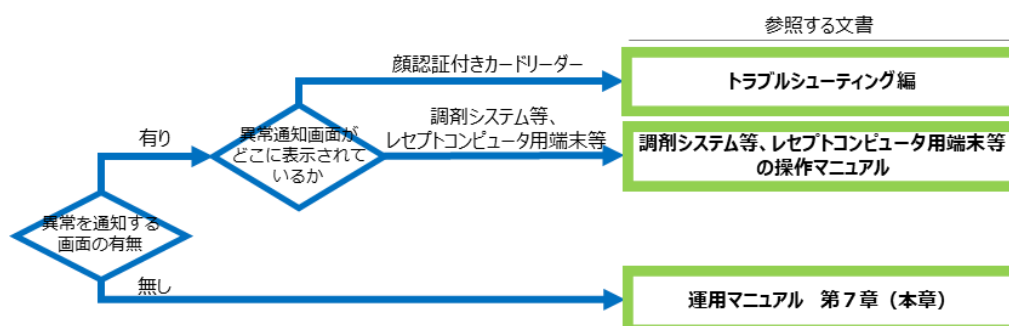 参照する文書
顔認証付きカードリーダー
トラブルシューティング編
異常通知画面が
どこに表示されて
いるか
調剤システム等、
レセプトコンピュータ用端末等
調剤システム等、レセプトコンピュータ用端末等
の操作マニュアル
有り
異常を通知する
画面の有無
無し
運用マニュアル 第７章（本章）